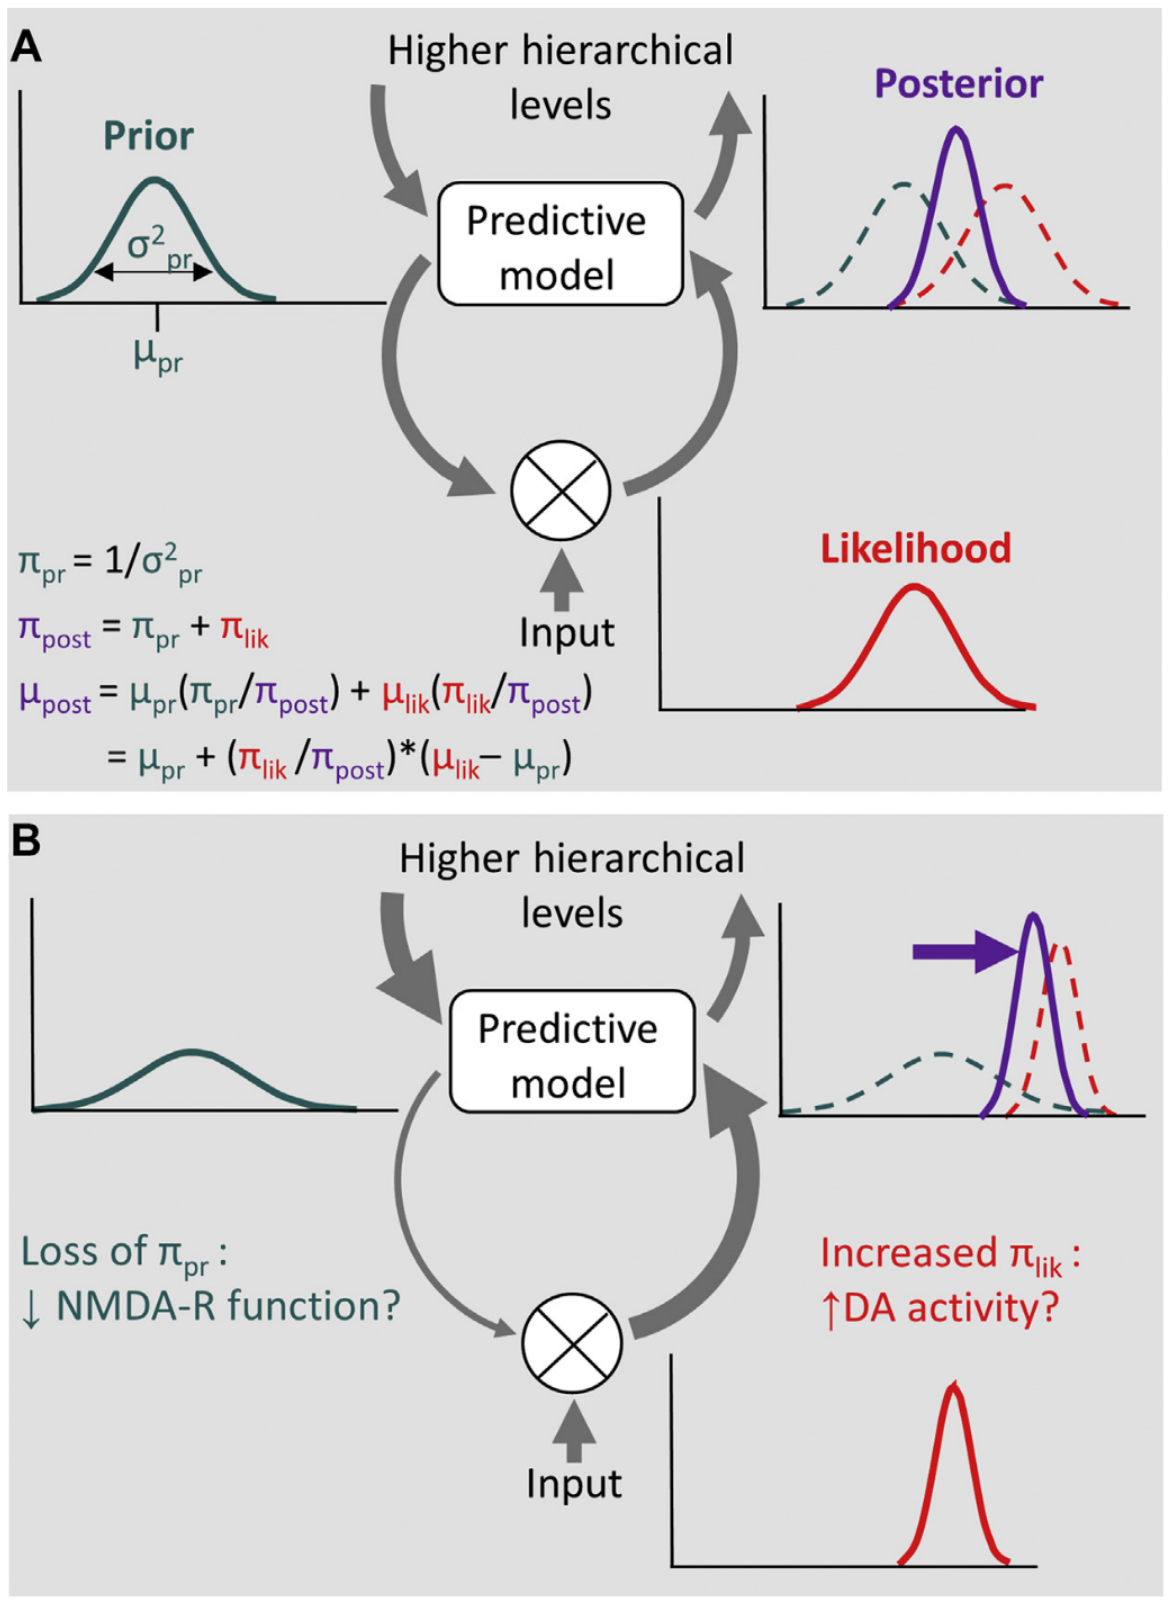 A
Higher hierarchical
levels
Posterior
Prior
σ²pr
μpr
Predictive
model
Input
Likelihood
πpr = 1/σ²pr
πpost = πpr + πlik
μpost = μpr(πpr/πpost) + μlik(πlik/πpost)
= μpr + (πlik /πpost)*(μlik– μpr)
B
Higher hierarchical
levels
Predictive
model
Loss of πpr :
↓ NMDA-R function?
Increased πlik :
↑DA activity?
Input